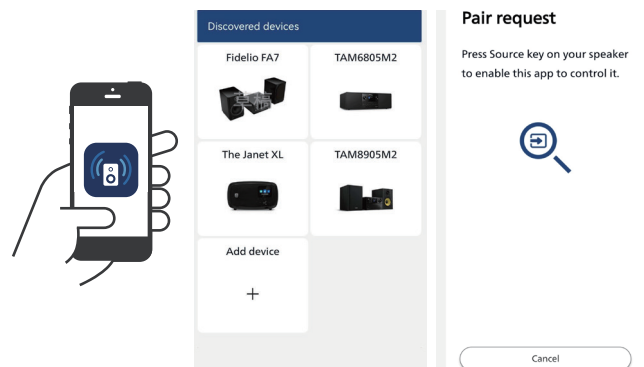 Discovered devices
Fidelio FA7
TAM6805M2
The Janet XL
TAM8905M2
Add device
Pair request
Press Source key on your speaker
to enable this app to control it.
Cancel